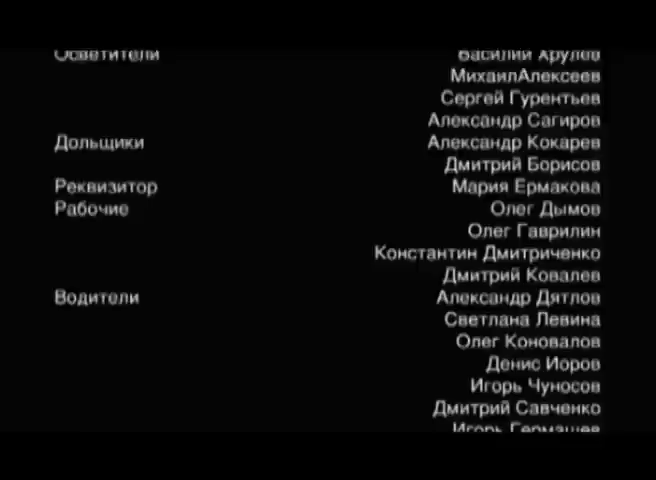 Осветители Василий Арулев
МихаилАлексеев
Сергей Гурентьев
Александр Сагиров
Дольщики Александр Кокарев
Дмитрий Борисов
Реквизитор Мария Ермакова
Рабочие Олег Дымов
Олег Гаврилин
Константин Дмитриченко
Дмитрий Ковалев
Водители Александр Дятлов
Светлана Левина
Олег Коновалов
Денис Иоров
Игорь Чуносов
Дмитрий Савченко
Игорь Гермашев